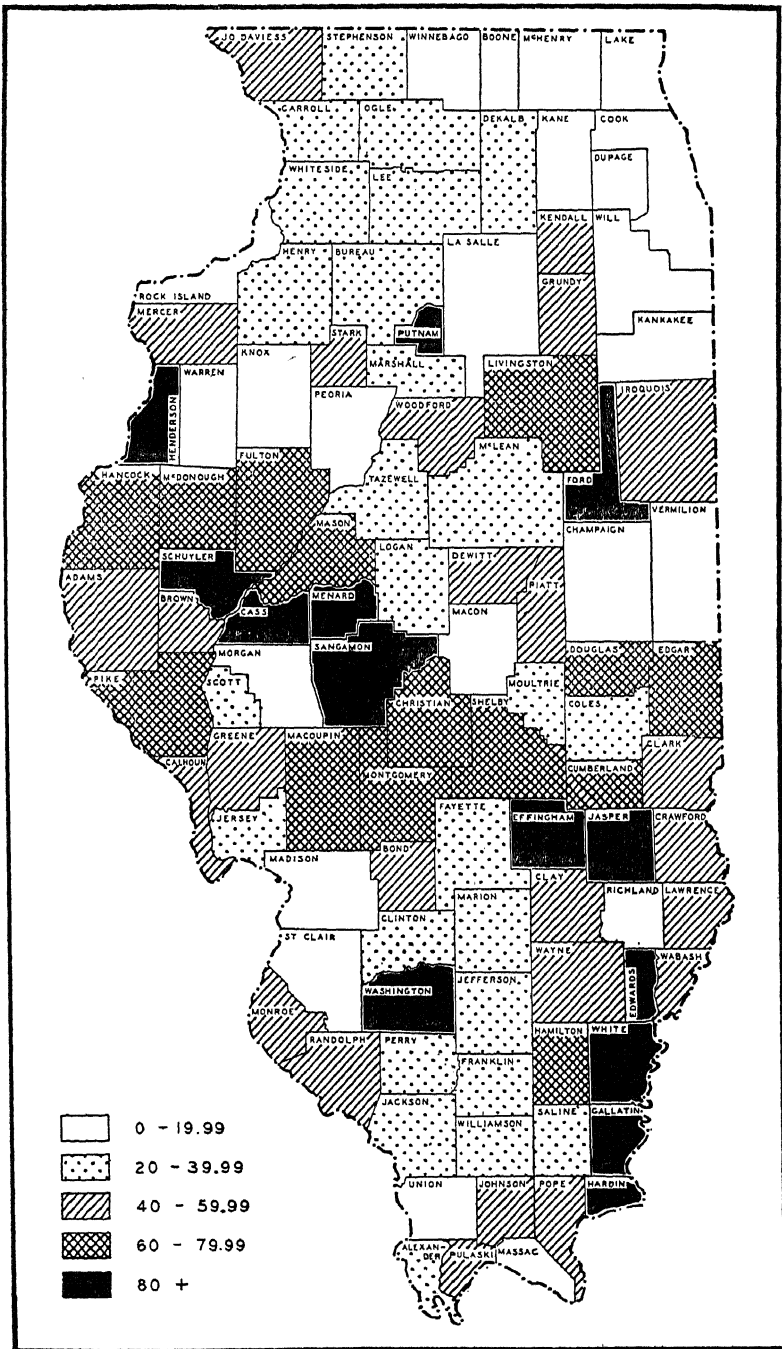 JO DAVIESS
STEPHENSON
WINNEBAGO
BOONE
McHENRY
LAKE
CARROLL
OGLE
DEKALB
KANE
COOK
DUPAGE
WHITESIDE
LEE
KENDALL
WILL
LA SALLE
HENRY
BUREAU
GRUNDY
ROCK ISLAND
MERCER
PUTNAM
KANKAKEE
STARK
KNOX
MARSHALL
LIVINGSTON
WARREN
HENDERSON
PEORIA
WOODFORD
IROQUOIS
FULTON
McLEAN
HANCOCK
McDONOUGH
TAZEWELL
FORD
VERMILION
MASON
CHAMPAIGN
LOGAN
SCHUYLER
DEWITT
ADAMS
PIATT
BROWN
CASS
MENARD
MACON
MORGAN
SANGAMON
DOUGLAS
EDGAR
PIKE
SCOTT
MOULTRIE
CHRISTIAN
SHELBY
COLES
GREENE
MACOUPIN
CLARK
CALHOUN
MONTGOMERY
CUMBERLAND
JERSEY
FAYETTE
EFFINGHAM
JASPER
CRAWFORD
BOND
MADISON
CLAY
RICHLAND
LAWRENCE
MARION
CLINTON
ST CLAIR
WAYNE
WABASH
EDWARDS
WASHINGTON
JEFFERSON
MONROE
HAMILTON
WHITE
RANDOLPH
PERRY
FRANKLIN
JACKSON
SALINE
GALLATIN
WILLIAMSON
UNION
JOHNSON
POPE
HARDIN
ALEXAN-
DER
PULASKI
MASSAC
0 - 19.99
20 - 39.99
40 - 59.99
60 - 79.99
80 +